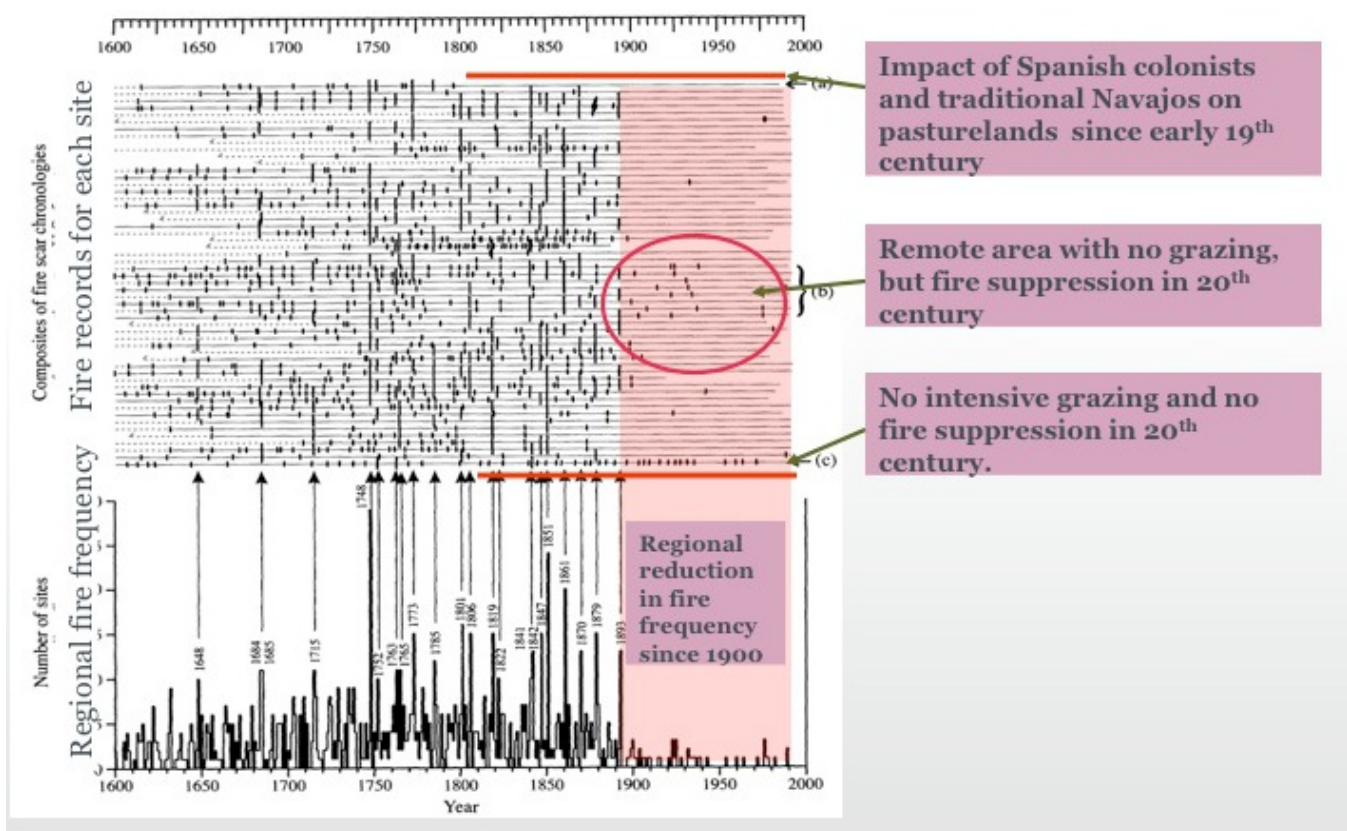 1600 1650 1700 1750 1800 1850 1900 1950 2000
Composites of fire scar chronologies
Fire records for each site
(a)
(b)
(c)
Impact of Spanish colonists
and traditional Navajos on
pasturelands since early 19th
century
Remote area with no grazing,
but fire suppression in 20th
century
No intensive grazing and no
fire suppression in 20th
century.
Number of sites
Regional fire frequency
1648
1684
1685
1715
1748
1752
1763
1765
1773
1785
1801
1806
1819
1822
1841
1842
1847
1851
1861
1870
1879
1893
Regional
reduction
in fire
frequency
since 1900
1600 1650 1700 1750 1800 1850 1900 1950 2000
Year